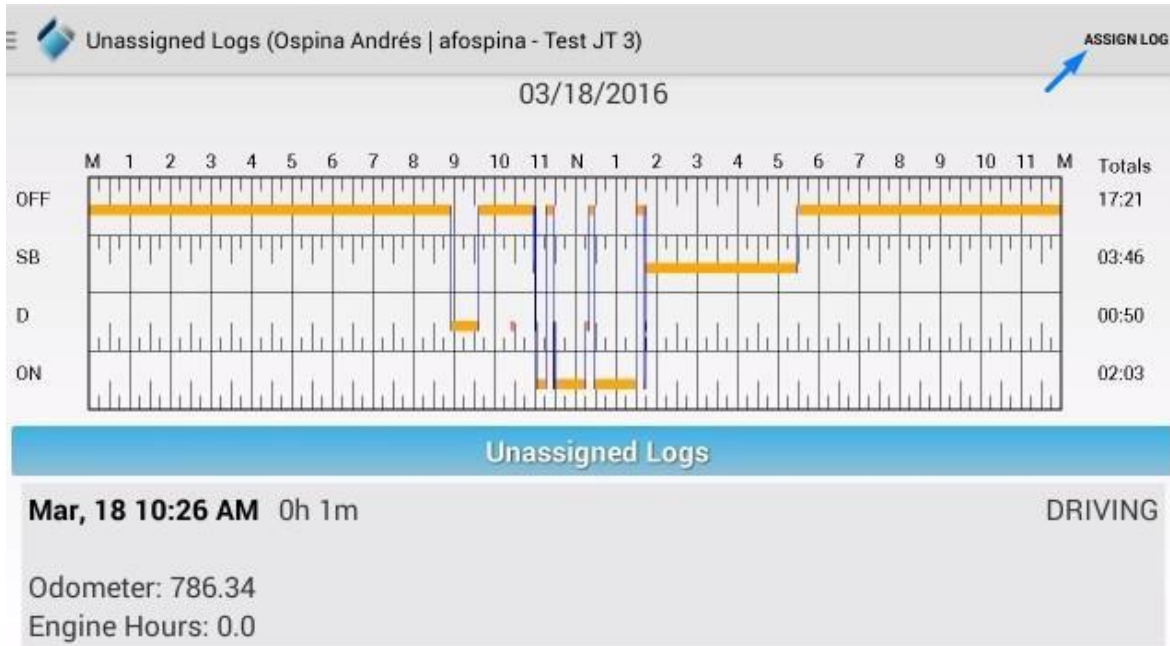 Unassigned Logs (Ospina Andrés | afospina - Test JT 3) ASSIGN LOG
03/18/2016
M 1 2 3 4 5 6 7 8 9 10 11 N 1 2 3 4 5 6 7 8 9 10 11 M Totals
OFF 17:21
SB 03:46
D 00:50
ON 02:03
Unassigned Logs
Mar, 18 10:26 AM 0h 1m DRIVING
Odometer: 786.34
Engine Hours: 0.0